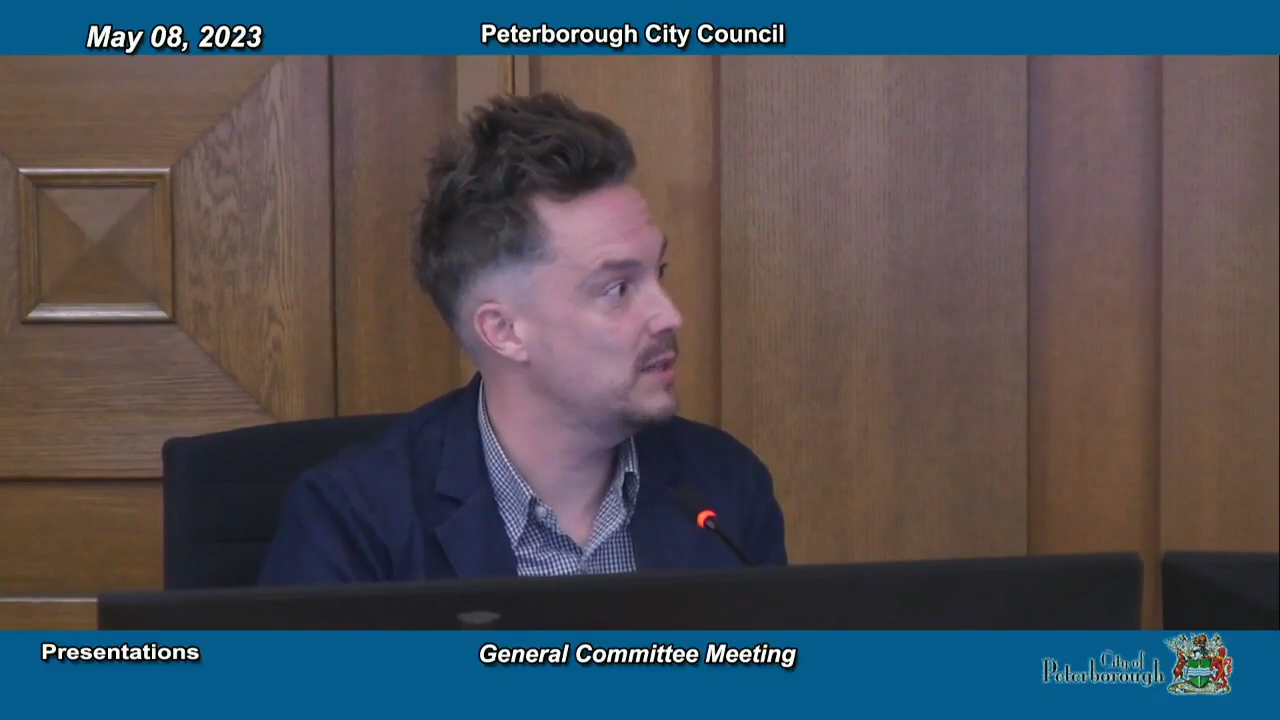 May 08, 2023
Peterborough City Council
Presentations
General Committee Meeting
City of
Peterborough